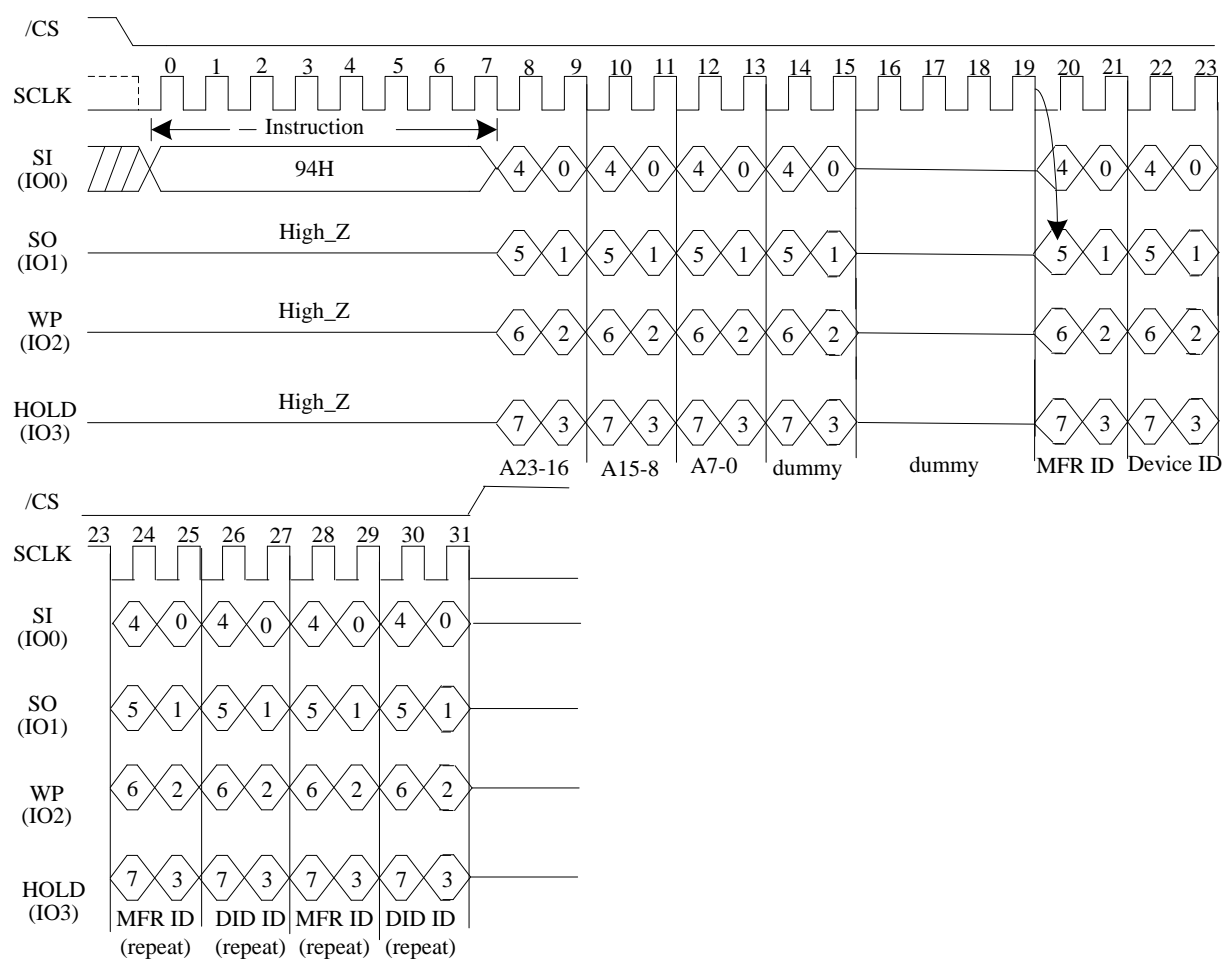 /CS
0 1 2 3 4 5 6 7 8 9 10 11 12 13 14 15 16 17 18 19 20 21 22 23
SCLK
Instruction
SI
(IO0)
94H
4 0 4 0 4 0 4 0 4 0 4 0
SO
(IO1)
High_Z
5 1 5 1 5 1 5 1 5 1 5 1
WP
(IO2)
High_Z
6 2 6 2 6 2 6 2 6 2 6 2
HOLD
(IO3)
High_Z
7 3 7 3 7 3 7 3 7 3 7 3
A23-16 A15-8 A7-0 dummy dummy MFR ID Device ID
/CS
23 24 25 26 27 28 29 30 31
SCLK
SI
(IO0)
4 0 4 0 4 0 4 0
SO
(IO1)
5 1 5 1 5 1 5 1
WP
(IO2)
6 2 6 2 6 2 6 2
HOLD
(IO3)
7 3 7 3 7 3 7 3
MFR ID DID ID MFR ID DID ID
(repeat) (repeat) (repeat) (repeat)